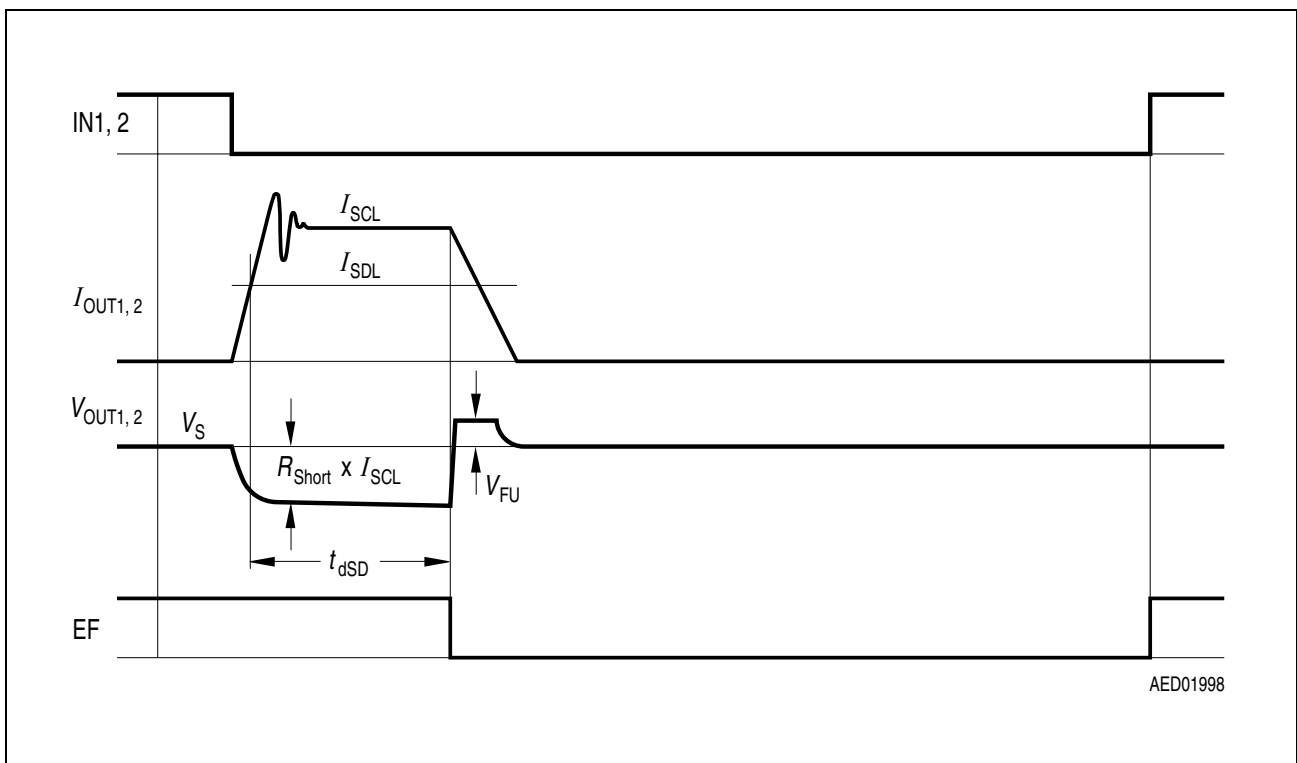 IN1, 2
I_SCL
I_SDL
I_OUT1, 2
V_OUT1, 2
V_S
R_Short x I_SCL
V_FU
t_dSD
EF
AED01998